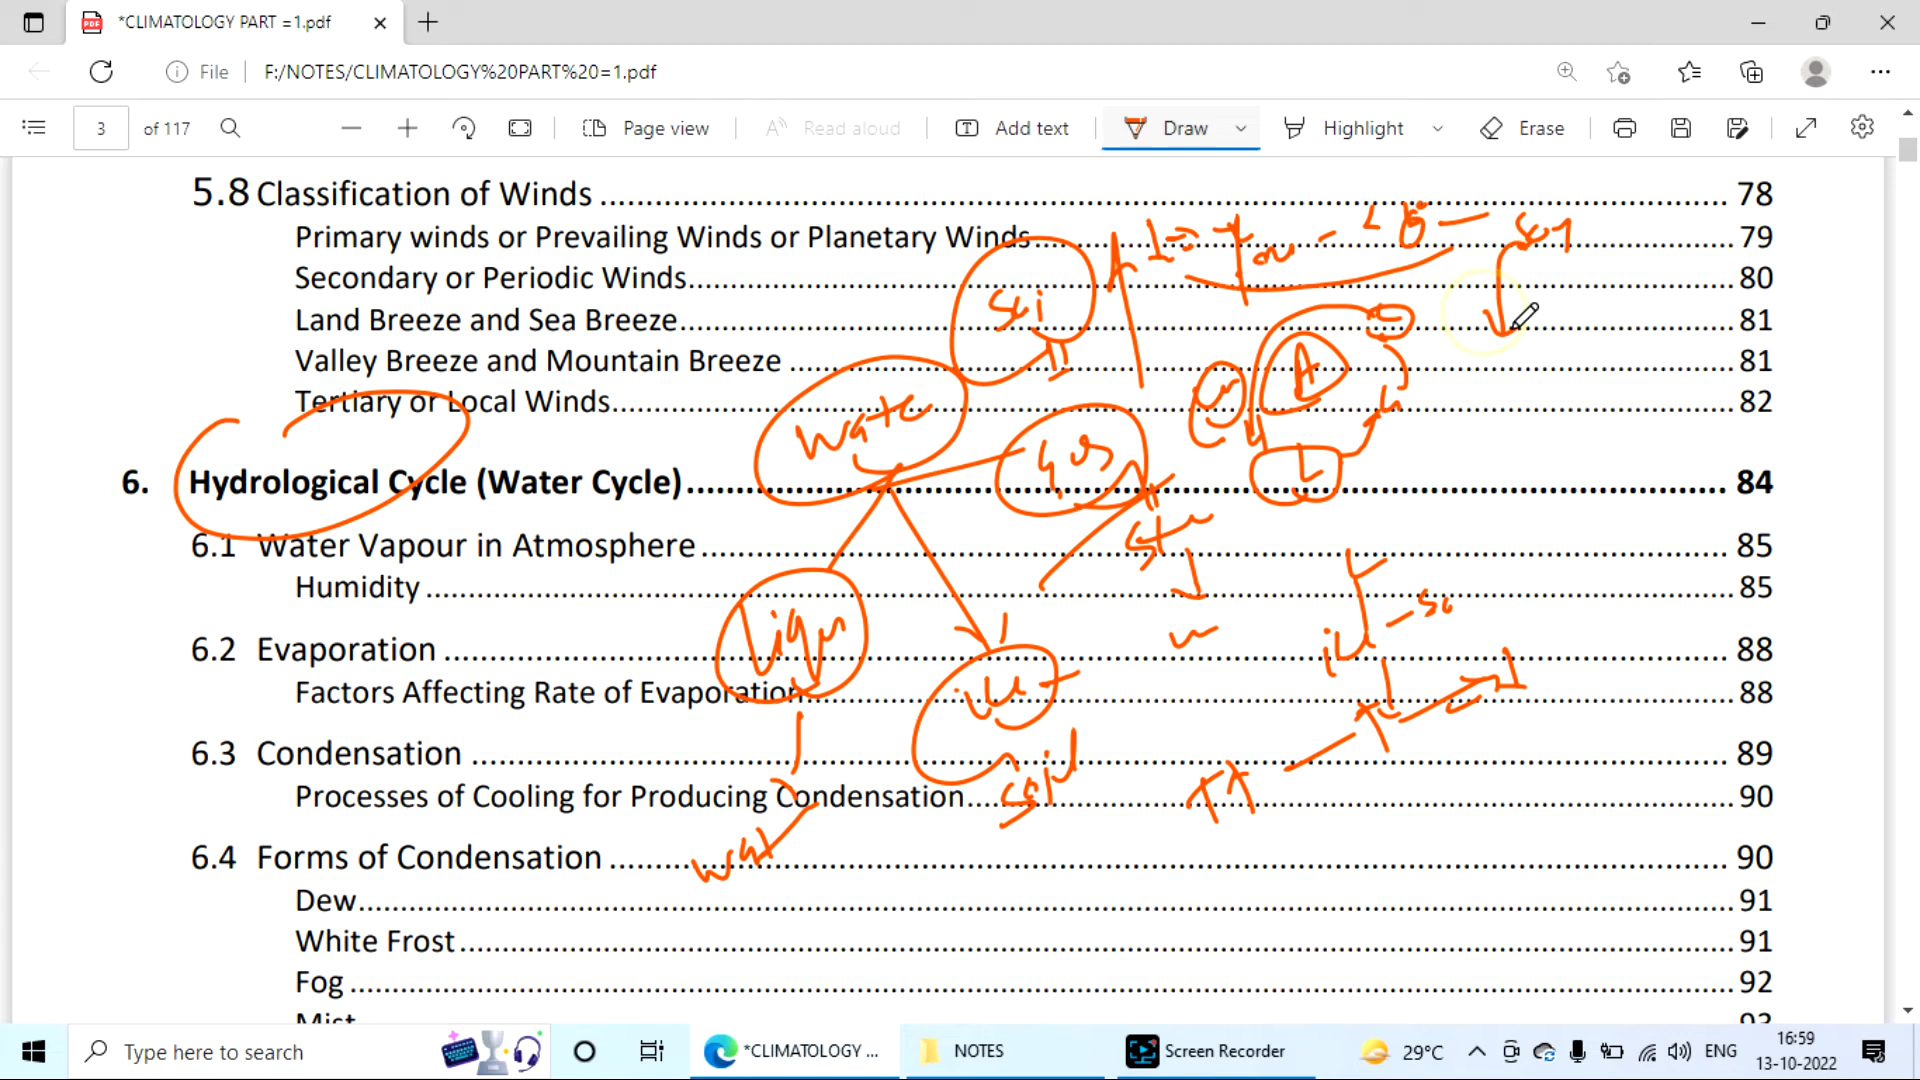 *CLIMATOLOGY PART =1.pdf
File F:/NOTES/CLIMATOLOGY%20PART%20=1.pdf
3 of 117 Page view Read aloud Add text Draw Highlight Erase
5.8 Classification of Winds 78
Primary winds or Prevailing Winds or Planetary Winds 79
Secondary or Periodic Winds 80
Land Breeze and Sea Breeze 81
Valley Breeze and Mountain Breeze 81
Tertiary or Local Winds 82
6. Hydrological Cycle (Water Cycle) 84
6.1 Water Vapour in Atmosphere 85
Humidity 85
6.2 Evaporation 88
Factors Affecting Rate of Evaporation 88
6.3 Condensation 89
Processes of Cooling for Producing Condensation 90
6.4 Forms of Condensation 90
Dew 91
White Frost 91
Fog 92
Mist 93
sci
wate
gas
A
L
wat
Type here to search
*CLIMATOLOGY ...
NOTES
Screen Recorder
29°C
ENG
16:59
13-10-2022